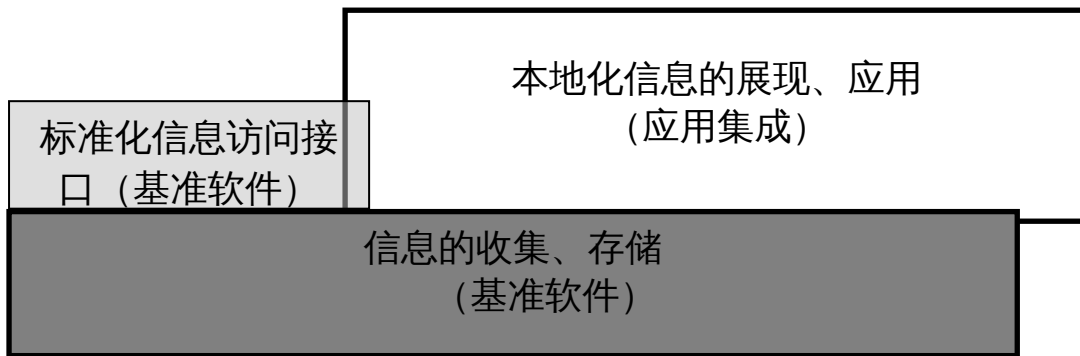 本地化信息的展现、应用
（应用集成）
标准化信息访问接
口（基准软件）
信息的收集、存储
（基准软件）